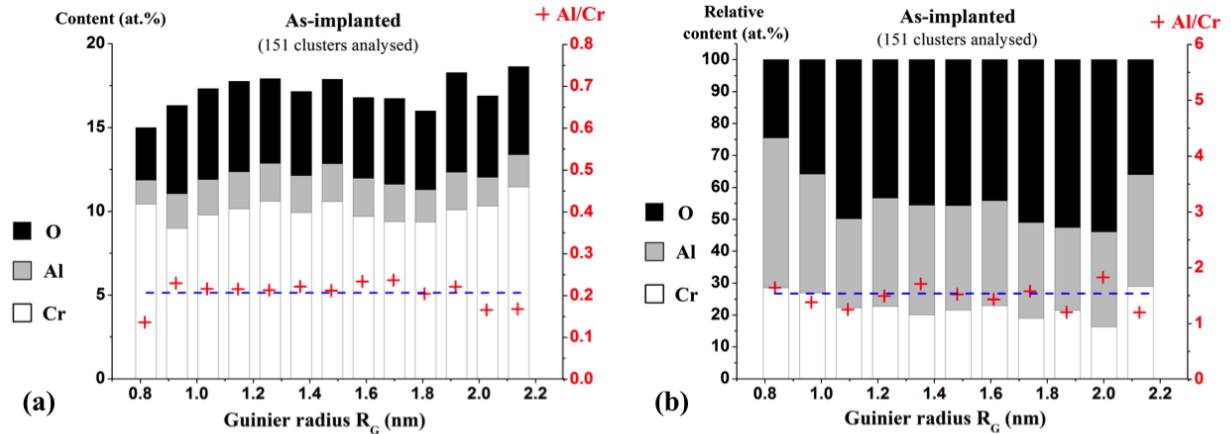 Content (at.%)
As-implanted
(151 clusters analysed)
+ Al/Cr
20
15
10
5
0
0.8
0.7
0.6
0.5
0.4
0.3
0.2
0.1
0.0
O
Al
Cr
0.8 1.0 1.2 1.4 1.6 1.8 2.0 2.2
(a)
Guinier radius R_G (nm)
Relative
content (at.%)
As-implanted
(151 clusters analysed)
+ Al/Cr
100
90
80
70
60
50
40
30
20
10
0
6
5
4
3
2
1
0
O
Al
Cr
0.8 1.0 1.2 1.4 1.6 1.8 2.0 2.2
(b)
Guinier radius R_G (nm)